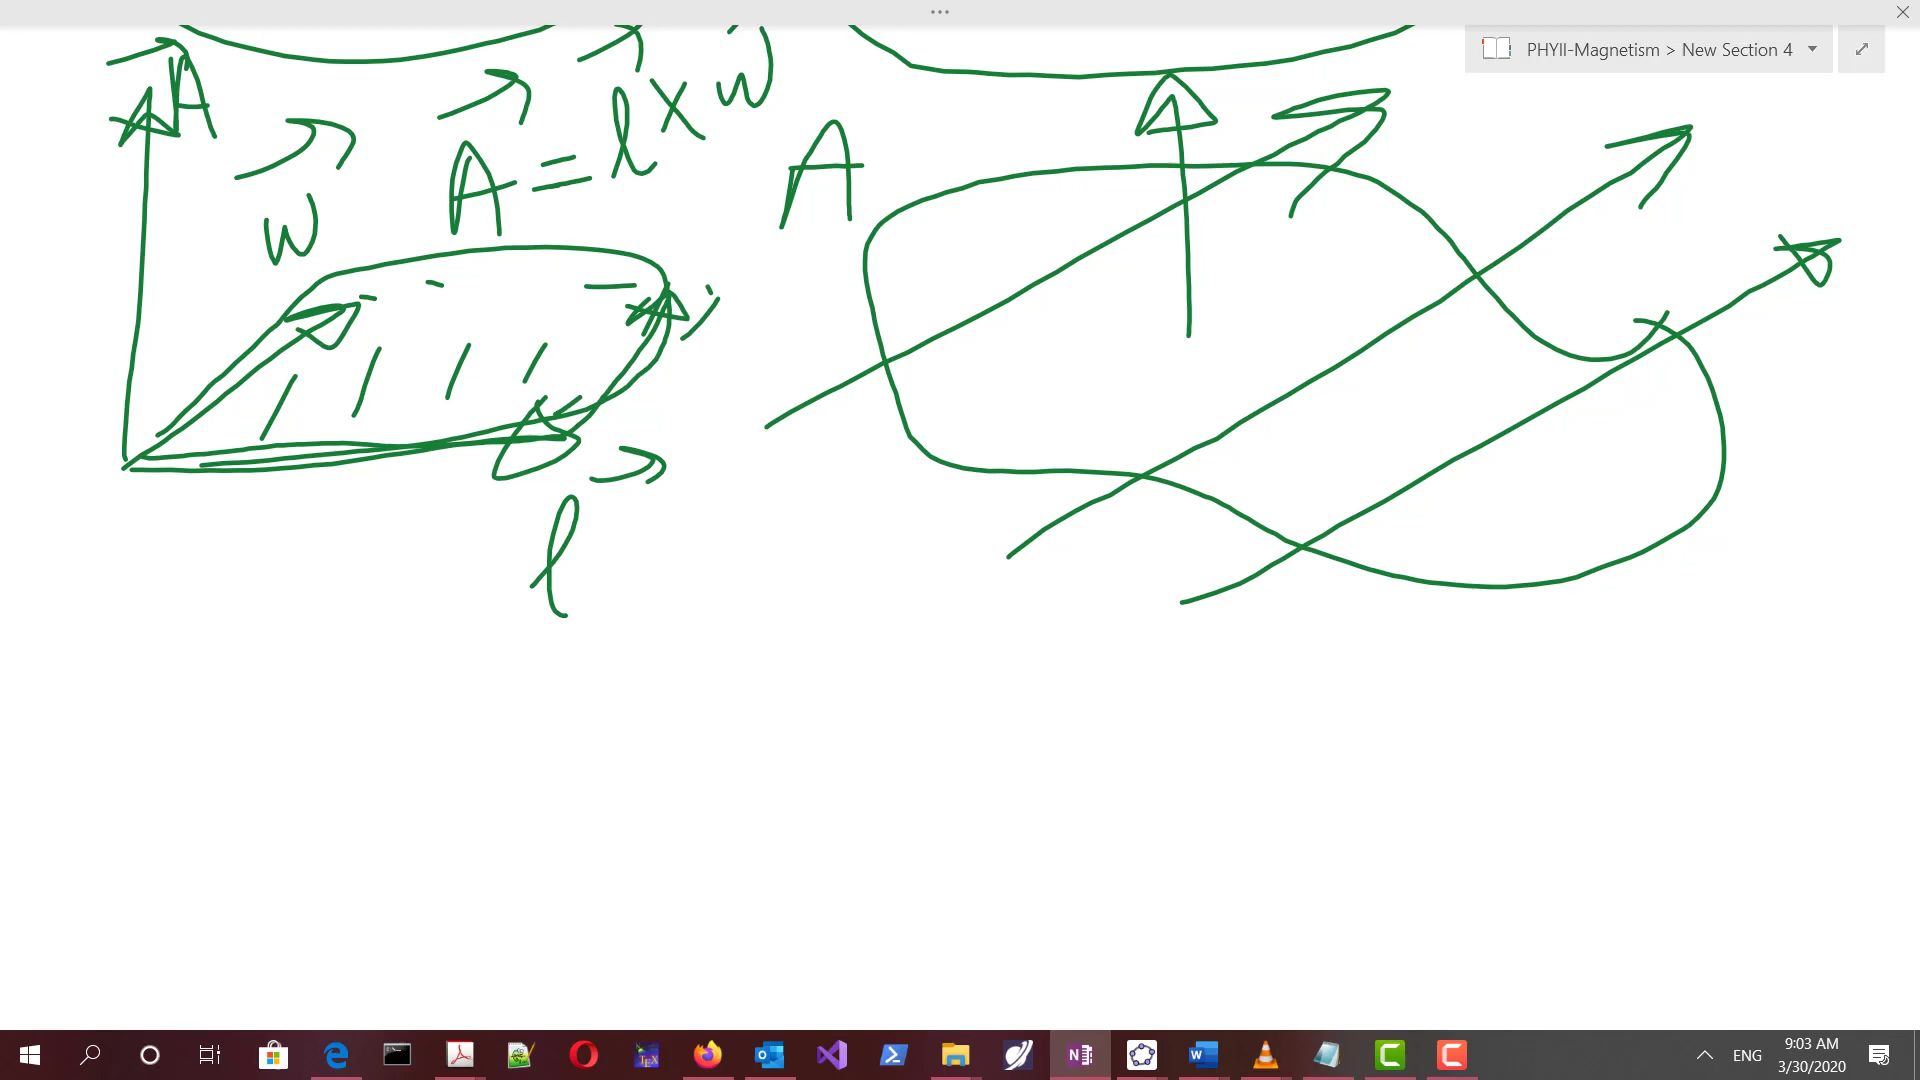 PHYII-Magnetism > New Section 4
A
w
A = l x w
A
l
ENG
9:03 AM
3/30/2020